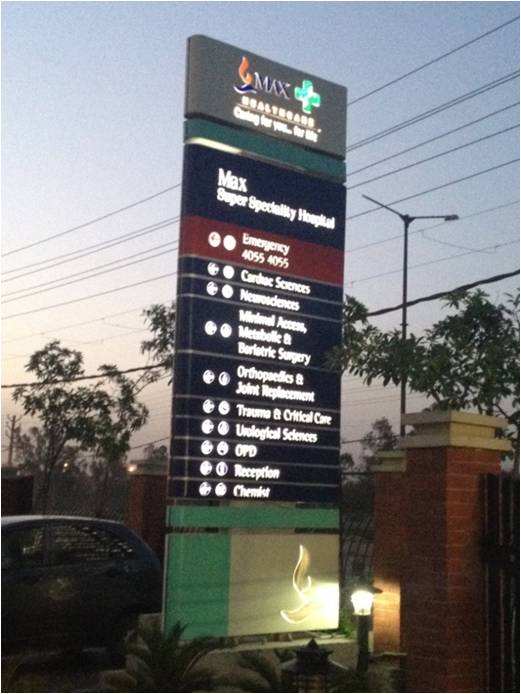 MAX
HEALTHCARE
Caring for you... for life
Max
Super Speciality Hospital
Emergency
4055 4055
Cardiac Sciences
Neurosciences
Minimal Access,
Metabolic &
Bariatric Surgery
Orthopaedics &
Joint Replacement
Trauma & Critical Care
Urological Sciences
OPD
Reception
Chemist